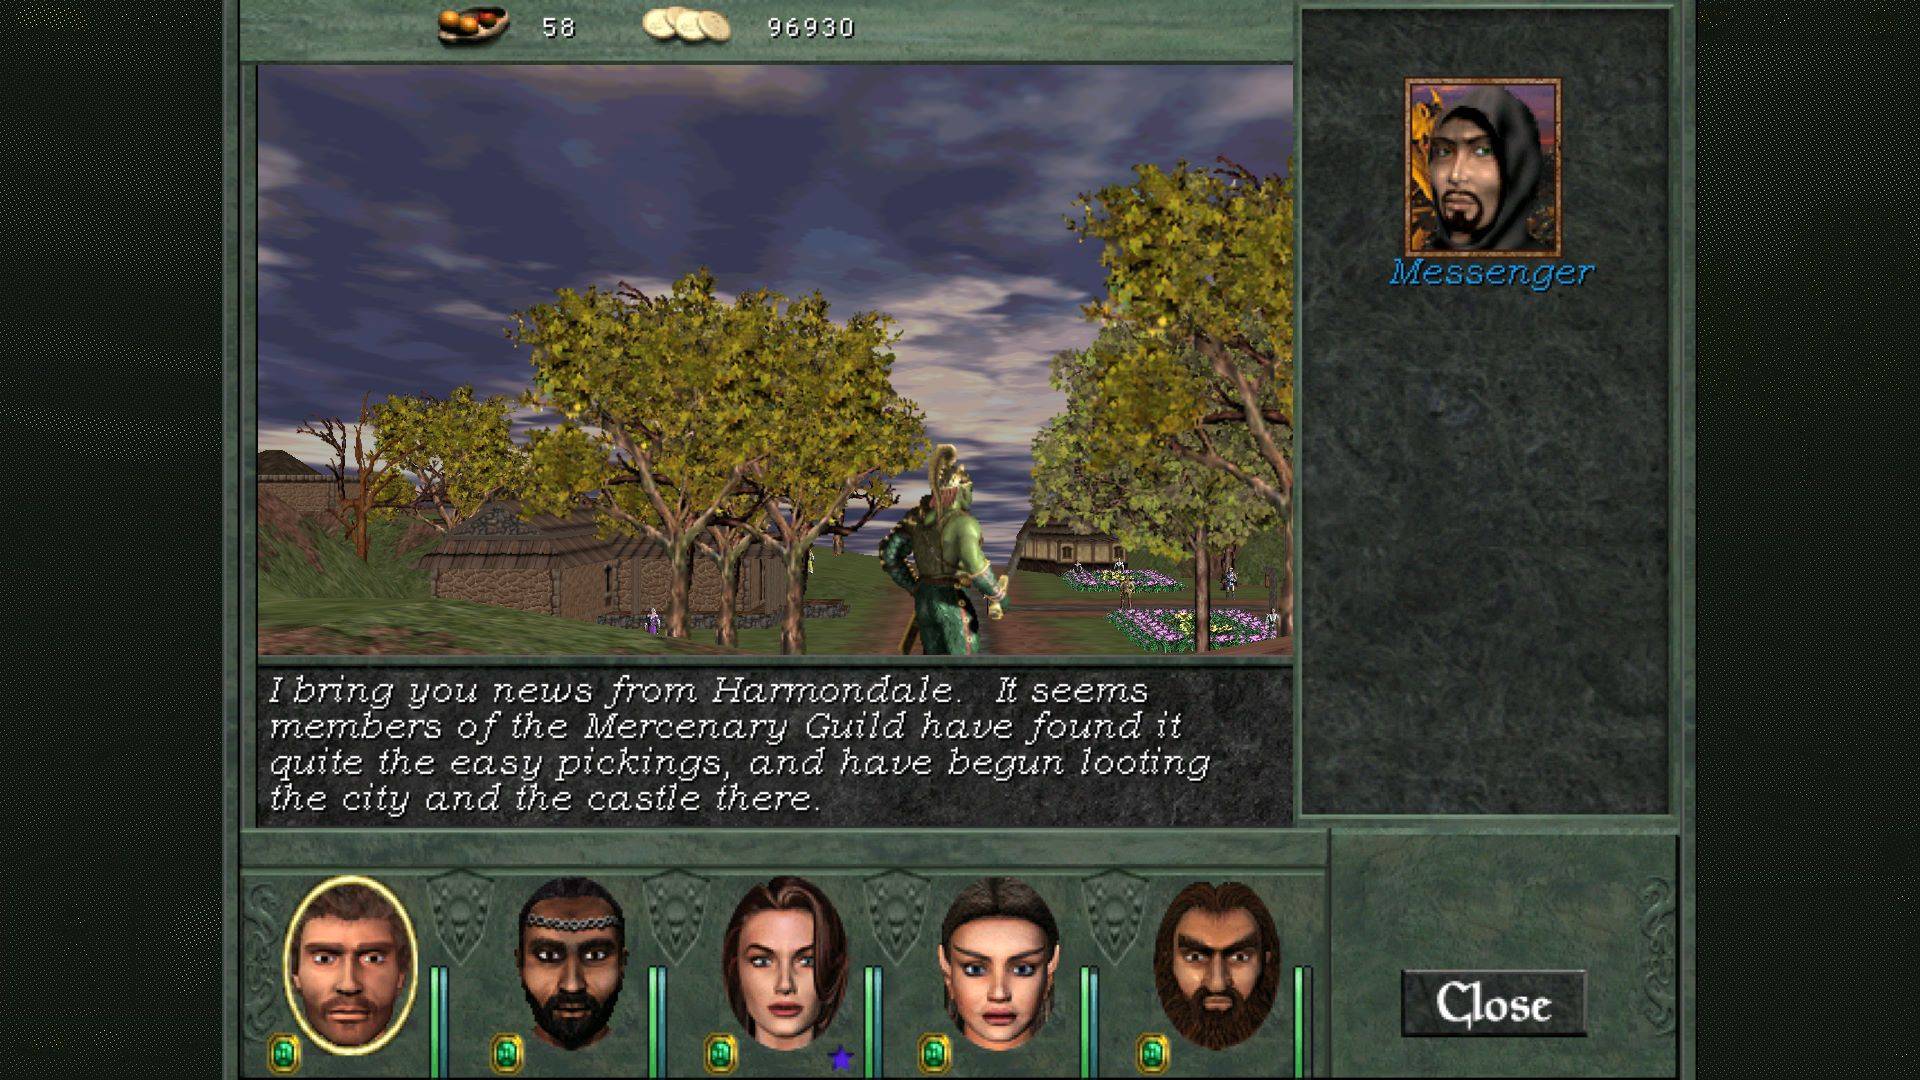 58 96930
Messenger
I bring you news from Harmondale. It seems
members of the Mercenary Guild have found it
quite the easy pickings, and have begun looting
the city and the castle there.
Close